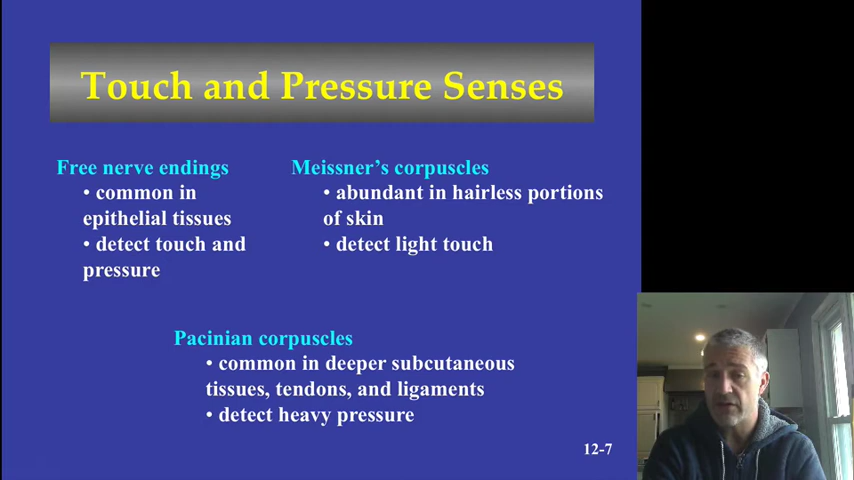 Touch and Pressure Senses
Free nerve endings
• common in
epithelial tissues
• detect touch and
pressure
Meissner’s corpuscles
• abundant in hairless portions
of skin
• detect light touch
Pacinian corpuscles
• common in deeper subcutaneous
tissues, tendons, and ligaments
• detect heavy pressure
12-7